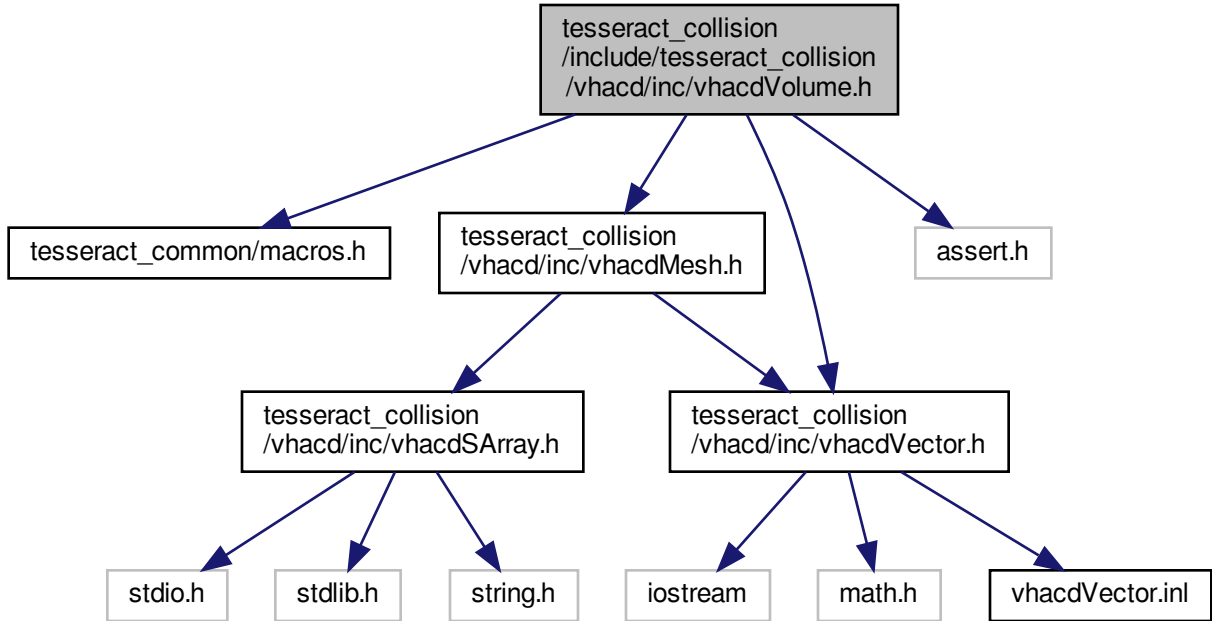 tesseract_collision
/include/tesseract_collision
/vhacd/inc/vhacdVolume.h
tesseract_common/macros.h
tesseract_collision
/vhacd/inc/vhacdMesh.h
assert.h
tesseract_collision
/vhacd/inc/vhacdSArray.h
tesseract_collision
/vhacd/inc/vhacdVector.h
stdio.h
stdlib.h
string.h
iostream
math.h
vhacdVector.inl